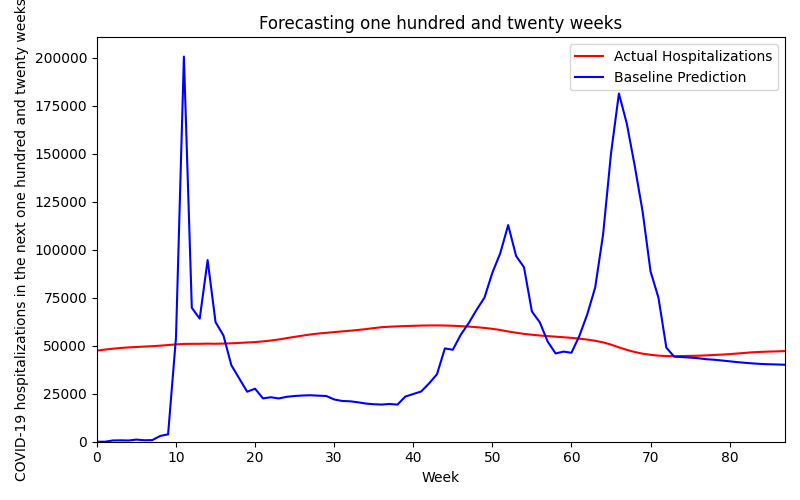 Forecasting one hundred and twenty weeks
COVID-19 hospitalizations in the next one hundred and twenty weeks
200000
175000
150000
125000
100000
75000
50000
25000
0
Actual Hospitalizations
Baseline Prediction
0 10 20 30 40 50 60 70 80
Week